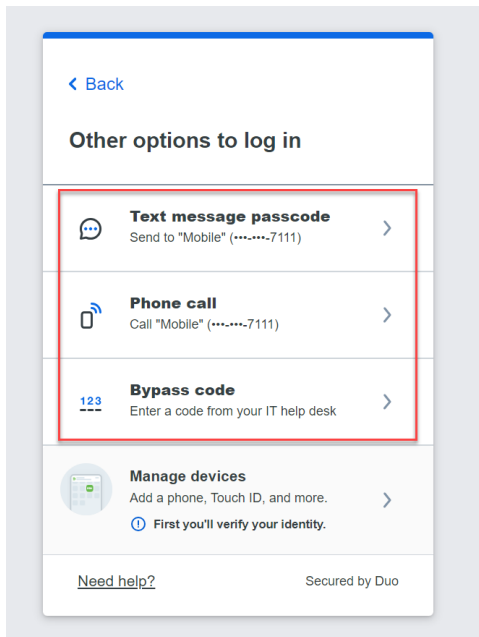 Back
Other options to log in
Text message passcode
Send to "Mobile" (•••-•••-7111)
Phone call
Call "Mobile" (•••-•••-7111)
123
Bypass code
Enter a code from your IT help desk
Manage devices
Add a phone, Touch ID, and more.
First you'll verify your identity.
Need help?
Secured by Duo